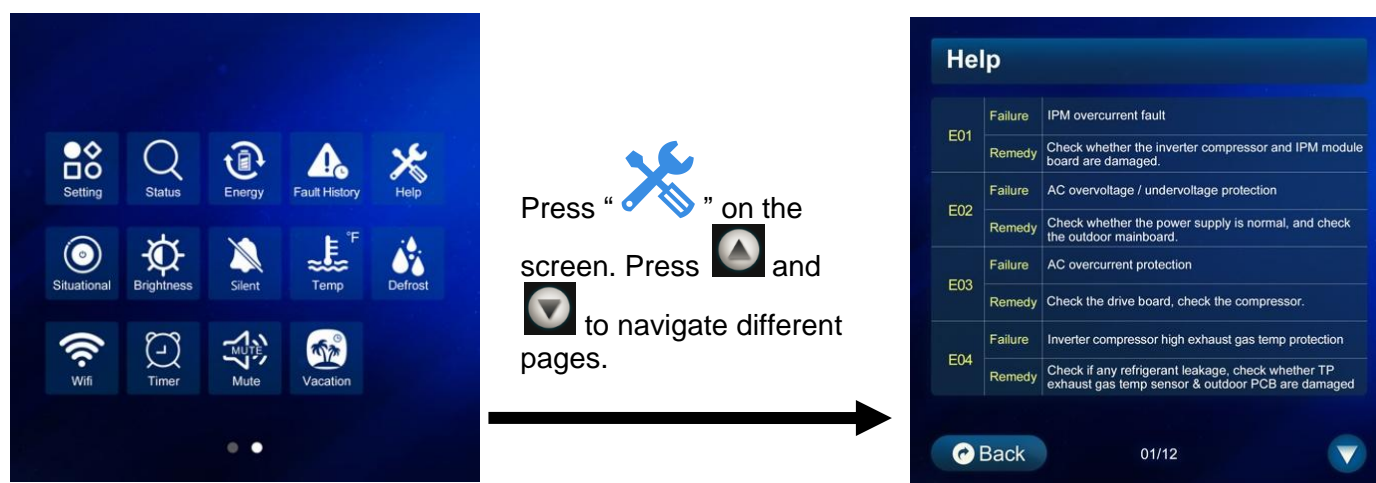 Setting Status Energy Fault History Help
°F
Situational Brightness Silent Temp Defrost
MUTE
Wifi Timer Mute Vacation
Press “ ” on the
screen. Press and
to navigate different
pages.
Help
E01
Failure IPM overcurrent fault
Remedy Check whether the inverter compressor and IPM module
board are damaged.
E02
Failure AC overvoltage / undervoltage protection
Remedy Check whether the power supply is normal, and check
the outdoor mainboard.
E03
Failure AC overcurrent protection
Remedy Check the drive board, check the compressor.
E04
Failure Inverter compressor high exhaust gas temp protection
Remedy Check if any refrigerant leakage, check whether TP
exhaust gas temp sensor & outdoor PCB are damaged
Back 01/12